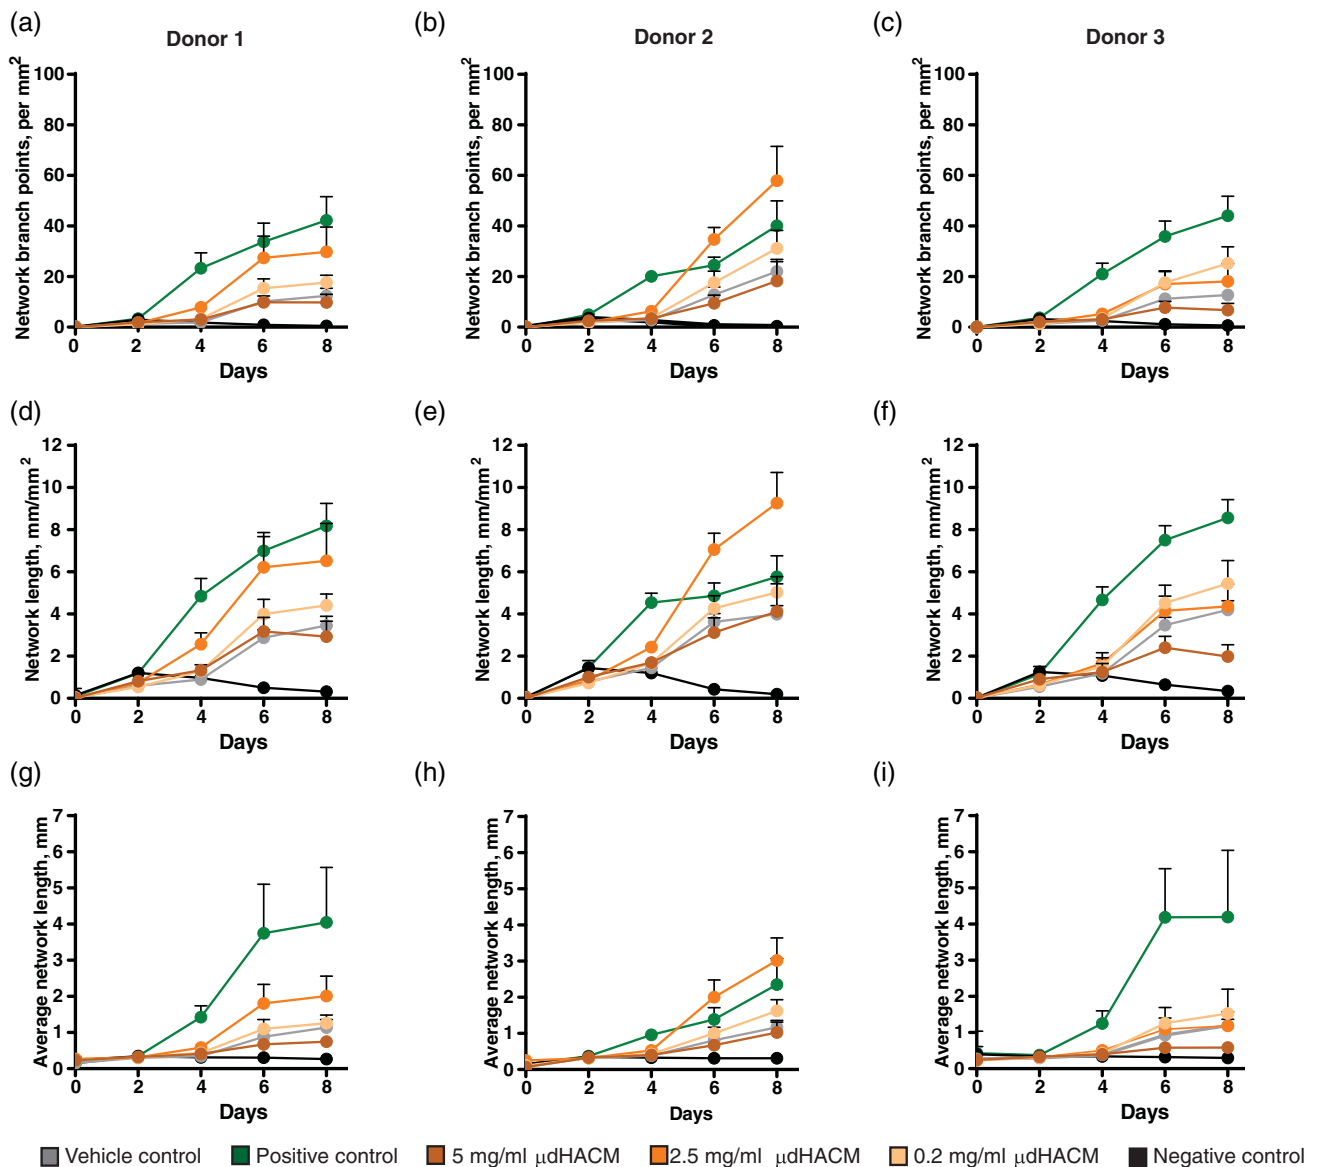 (a)
Donor 1
Network branch points, per mm²
100
80
60
40
20
0
0 2 4 6 8
Days
(b)
Donor 2
Network branch points, per mm²
100
80
60
40
20
0
0 2 4 6 8
Days
(c)
Donor 3
Network branch points, per mm²
100
80
60
40
20
0
0 2 4 6 8
Days
(d)
Network length, mm/mm²
12
10
8
6
4
2
0
0 2 4 6 8
Days
(e)
Network length, mm/mm²
12
10
8
6
4
2
0
0 2 4 6 8
Days
(f)
Network length, mm/mm²
12
10
8
6
4
2
0
0 2 4 6 8
Days
(g)
Average network length, mm
7
6
5
4
3
2
1
0
0 2 4 6 8
Days
(h)
Average network length, mm
7
6
5
4
3
2
1
0
0 2 4 6 8
Days
(i)
Average network length, mm
7
6
5
4
3
2
1
0
0 2 4 6 8
Days
Vehicle control Positive control 5 mg/ml μdHACM 2.5 mg/ml μdHACM 0.2 mg/ml μdHACM Negative control